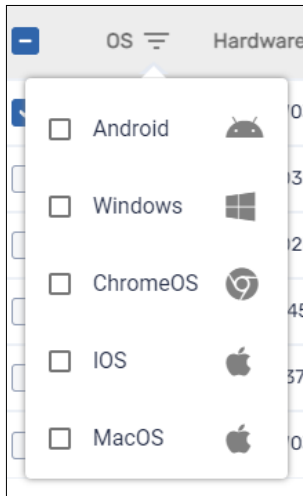 OS Hardware
Android
Windows
ChromeOS
IOS
MacOS